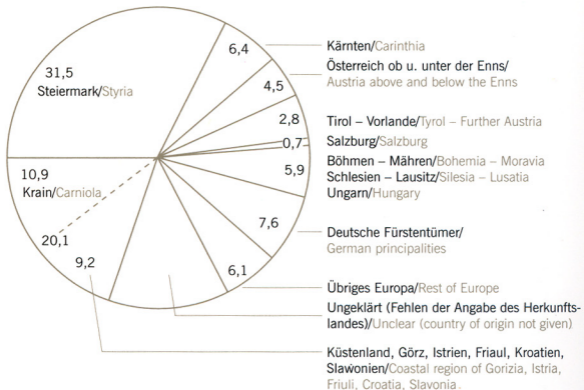 6,4
31,5
Steiermark/Styria
4,5
2,8
0,7
10,9
Krain/Carniola
5,9
7,6
20,1
9,2
6,1
Kärnten/Carinthia
Österreich ob u. unter der Enns/
Austria above and below the Enns
Tirol – Vorlande/Tyrol – Further Austria
Salzburg/Salzburg
Böhmen – Mähren/Bohemia – Moravia
Schlesien – Lausitz/Silesia – Lusatia
Ungarn/Hungary
Deutsche Fürstentümer/
German principalities
Übriges Europa/Rest of Europe
Ungeklärt (Fehlen der Angabe des Herkunfts-
landes)/Unclear (country of origin not given)
Küstenland, Görz, Istrien, Friaul, Kroatien,
Slawonien/Coastal region of Gorizia, Istria,
Friuli, Croatia, Slavonia.